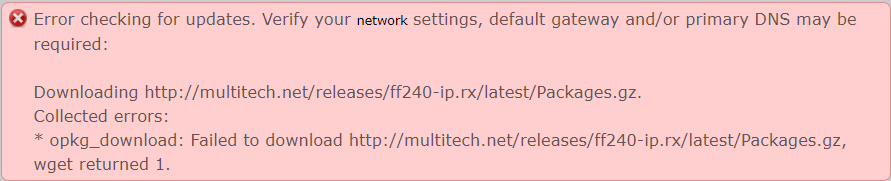 Error checking for updates. Verify your network settings, default gateway and/or primary DNS may be
required:
Downloading http://multitech.net/releases/ff240-ip.rx/latest/Packages.gz.
Collected errors:
* opkg_download: Failed to download http://multitech.net/releases/ff240-ip.rx/latest/Packages.gz,
wget returned 1.